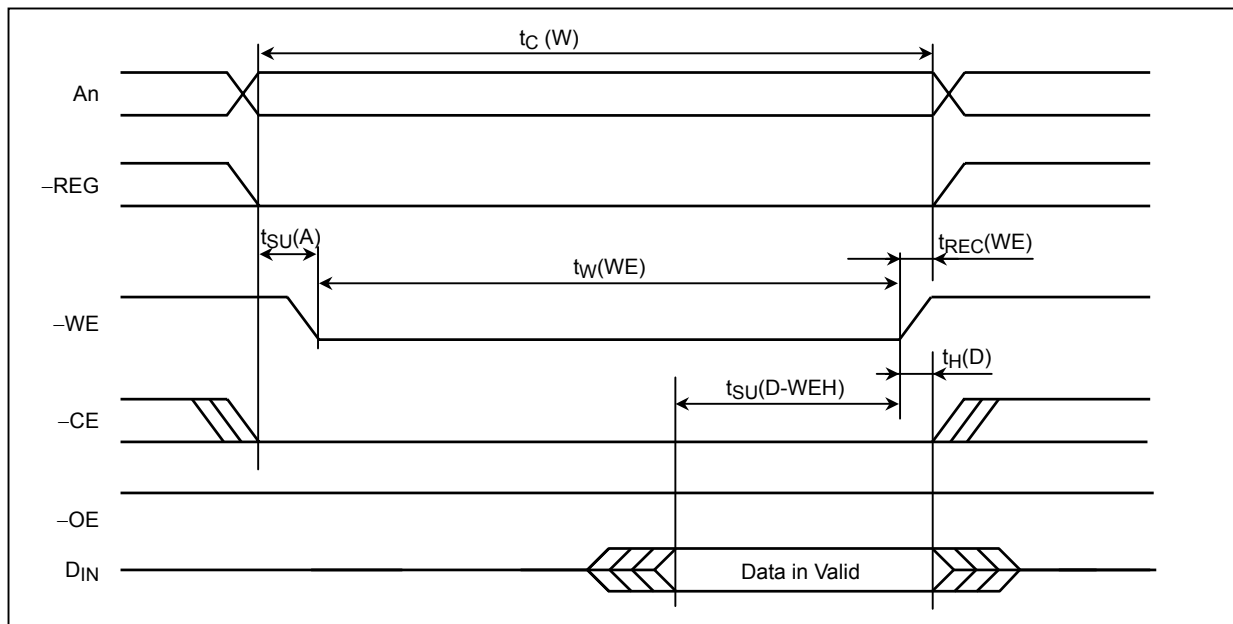 tC (W)
An
–REG
tSU(A)
tREC(WE)
tW(WE)
–WE
tH(D)
tSU(D-WEH)
–CE
–OE
DIN
Data in Valid